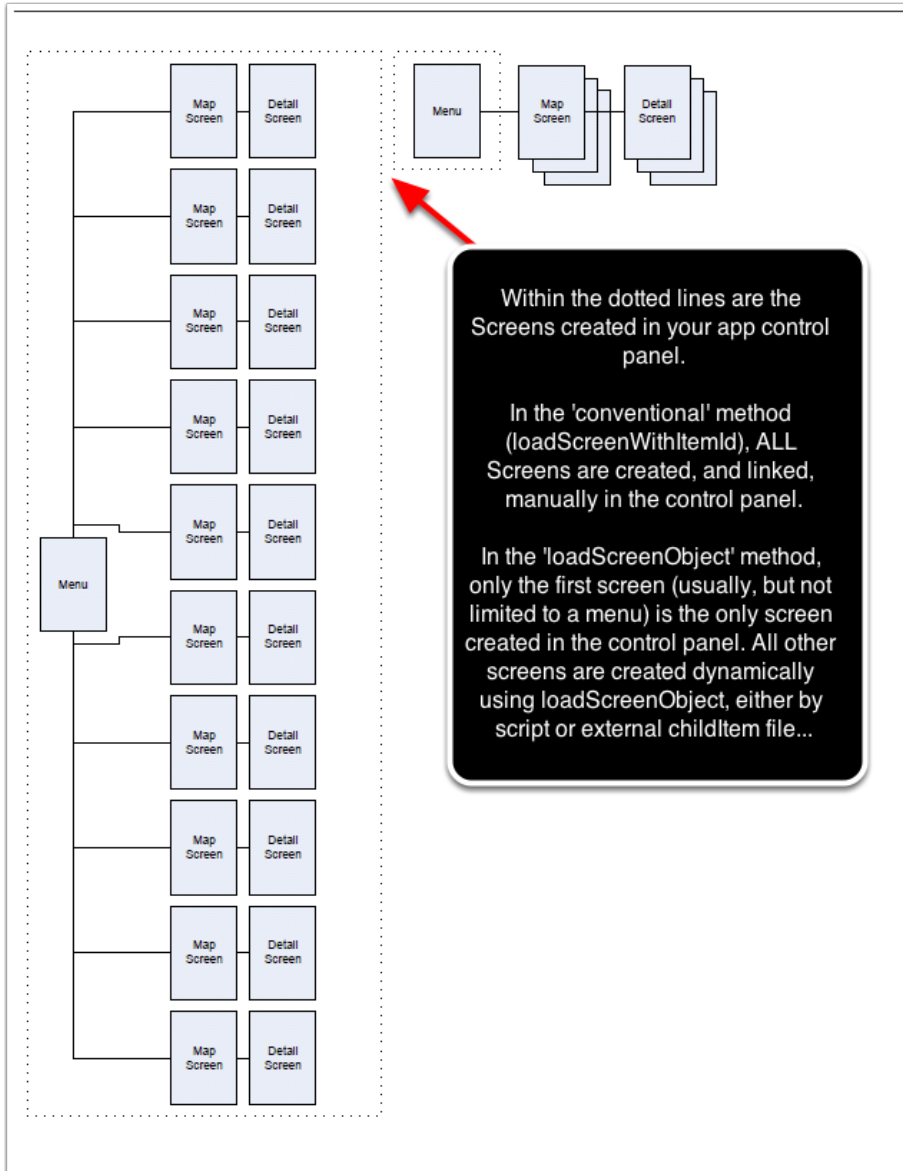 Map
Screen
Detail
Screen
Menu
Map
Screen
Detail
Screen
Map
Screen
Detail
Screen
Within the dotted lines are the
Screens created in your app control
panel.
In the 'conventional' method
(loadScreenWithItemId), ALL
Screens are created, and linked,
manually in the control panel.
In the 'loadScreenObject' method,
only the first screen (usually, but not
limited to a menu) is the only screen
created in the control panel. All other
screens are created dynamically
using loadScreenObject, either by
script or external childItem file...
Map
Screen
Detail
Screen
Map
Screen
Detail
Screen
Map
Screen
Detail
Screen
Menu
Map
Screen
Detail
Screen
Map
Screen
Detail
Screen
Map
Screen
Detail
Screen
Map
Screen
Detail
Screen
Map
Screen
Detail
Screen